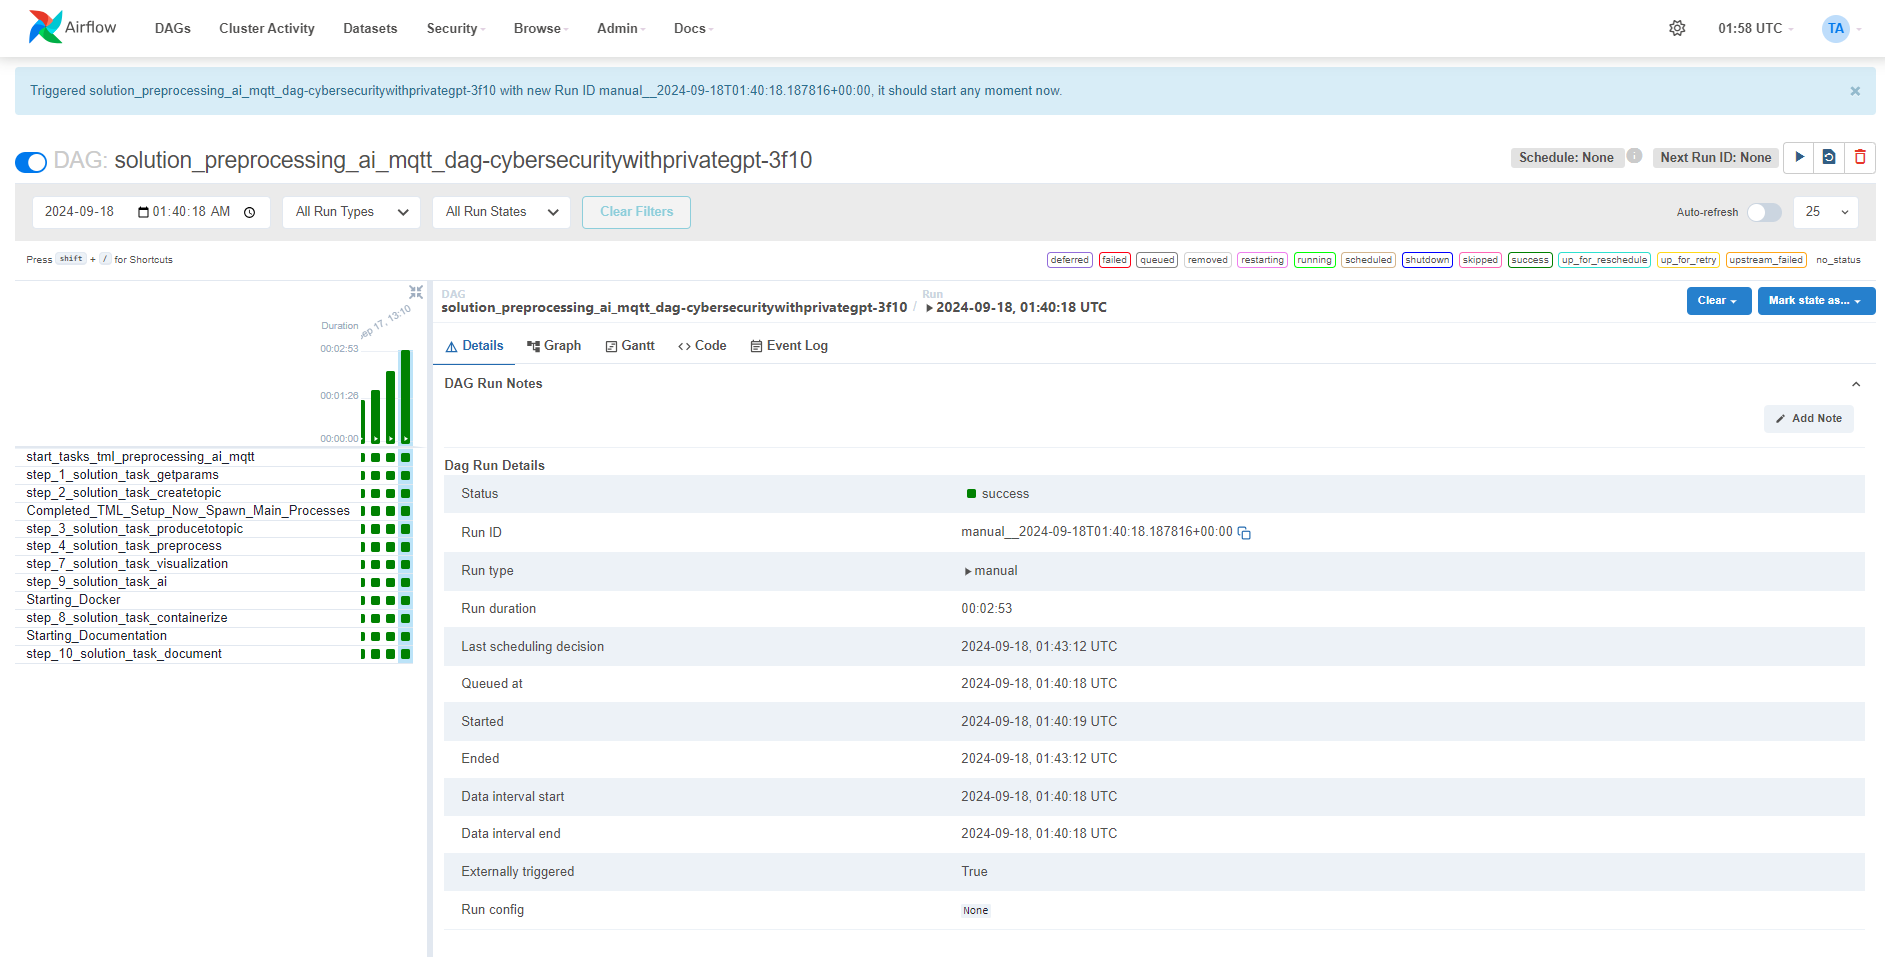 Airflow DAGs Cluster Activity Datasets Security Browse Admin Docs 01:58 UTC TA
Triggered solution_preprocessing_ai_mqtt_dag-cybersecuritywithprivategpt-3f10 with new Run ID manual__2024-09-18T01:40:18.187816+00:00, it should start any moment now. ×
DAG: solution_preprocessing_ai_mqtt_dag-cybersecuritywithprivategpt-3f10 Schedule: None i Next Run ID: None
2024-09-18 01:40:18 AM All Run Types All Run States Clear Filters Auto-refresh 25
Press shift + / for Shortcuts deferred failed queued removed restarting running scheduled shutdown skipped success up_for_reschedule up_for_retry upstream_failed no_status
DAG Run
solution_preprocessing_ai_mqtt_dag-cybersecuritywithprivategpt-3f10 / 2024-09-18, 01:40:18 UTC Clear Mark state as...
ep 17, 13:10
Duration
00:02:53
00:01:26
00:00:00
start_tasks_tml_preprocessing_ai_mqtt
step_1_solution_task_getparams
step_2_solution_task_createtopic
Completed_TML_Setup_Now_Spawn_Main_Processes
step_3_solution_task_producetotopic
step_4_solution_task_preprocess
step_7_solution_task_visualization
step_9_solution_task_ai
Starting_Docker
step_8_solution_task_containerize
Starting_Documentation
step_10_solution_task_document
Details Graph Gantt <> Code Event Log
DAG Run Notes
Add Note
Dag Run Details
Status success
Run ID manual__2024-09-18T01:40:18.187816+00:00
Run type manual
Run duration 00:02:53
Last scheduling decision 2024-09-18, 01:43:12 UTC
Queued at 2024-09-18, 01:40:18 UTC
Started 2024-09-18, 01:40:19 UTC
Ended 2024-09-18, 01:43:12 UTC
Data interval start 2024-09-18, 01:40:18 UTC
Data interval end 2024-09-18, 01:40:18 UTC
Externally triggered True
Run config None